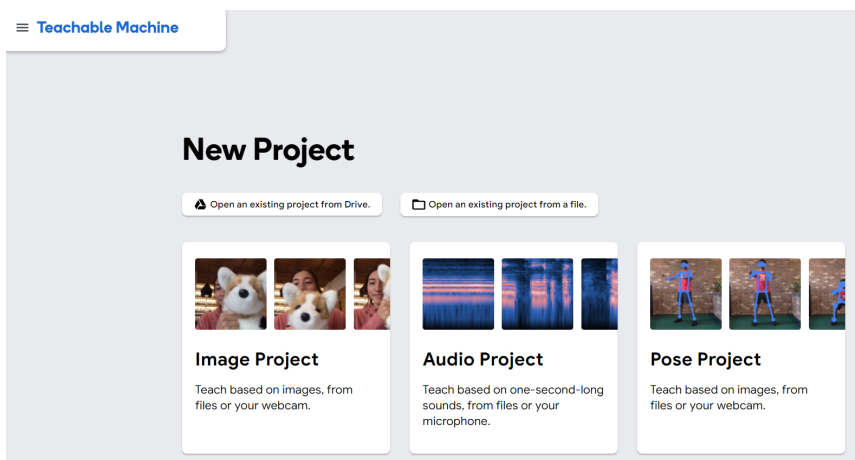 Teachable Machine
New Project
Open an existing project from Drive.
Open an existing project from a file.
Image Project
Teach based on images, from
files or your webcam.
Audio Project
Teach based on one-second-long
sounds, from files or your
microphone.
Pose Project
Teach based on images, from
files or your webcam.